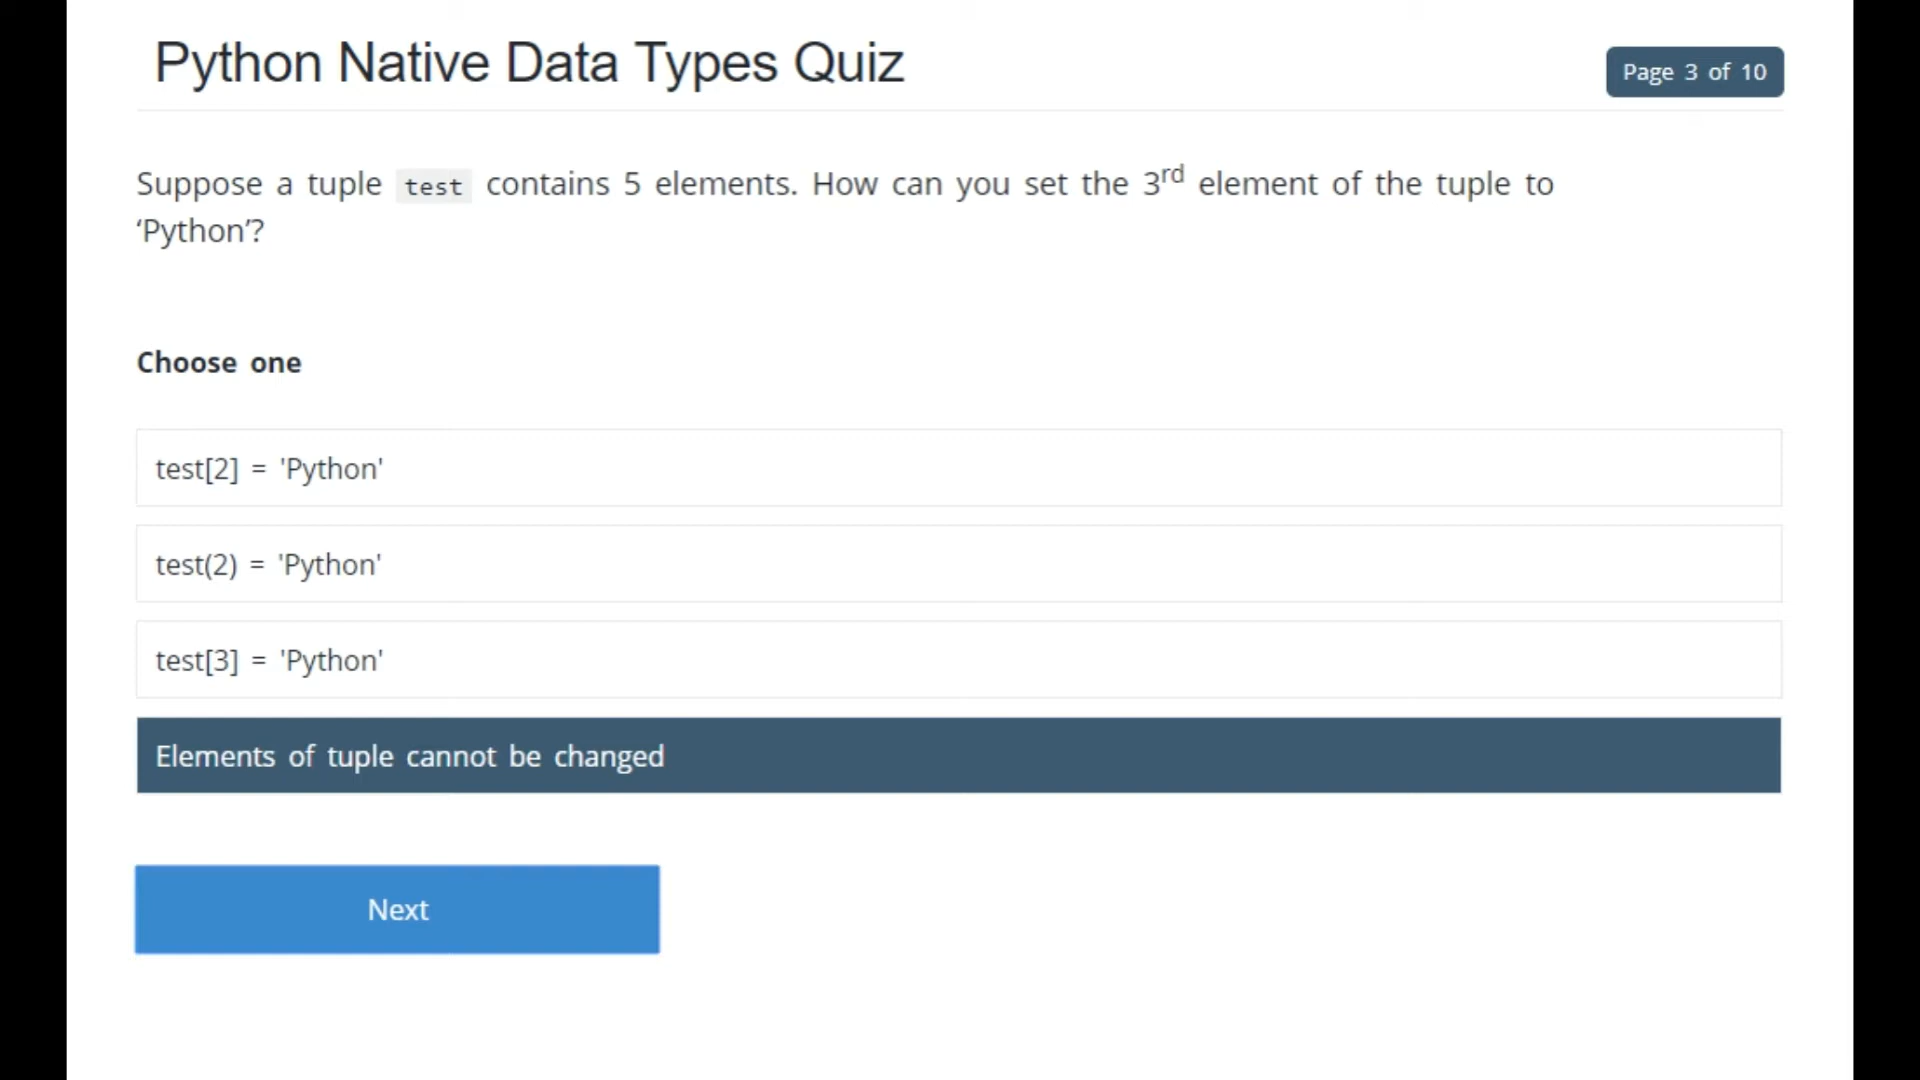 Python Native Data Types Quiz
Page 3 of 10
Suppose a tuple test contains 5 elements. How can you set the 3rd element of the tuple to
‘Python’?
Choose one
test[2] = 'Python'
test(2) = 'Python'
test[3] = 'Python'
Elements of tuple cannot be changed
Next